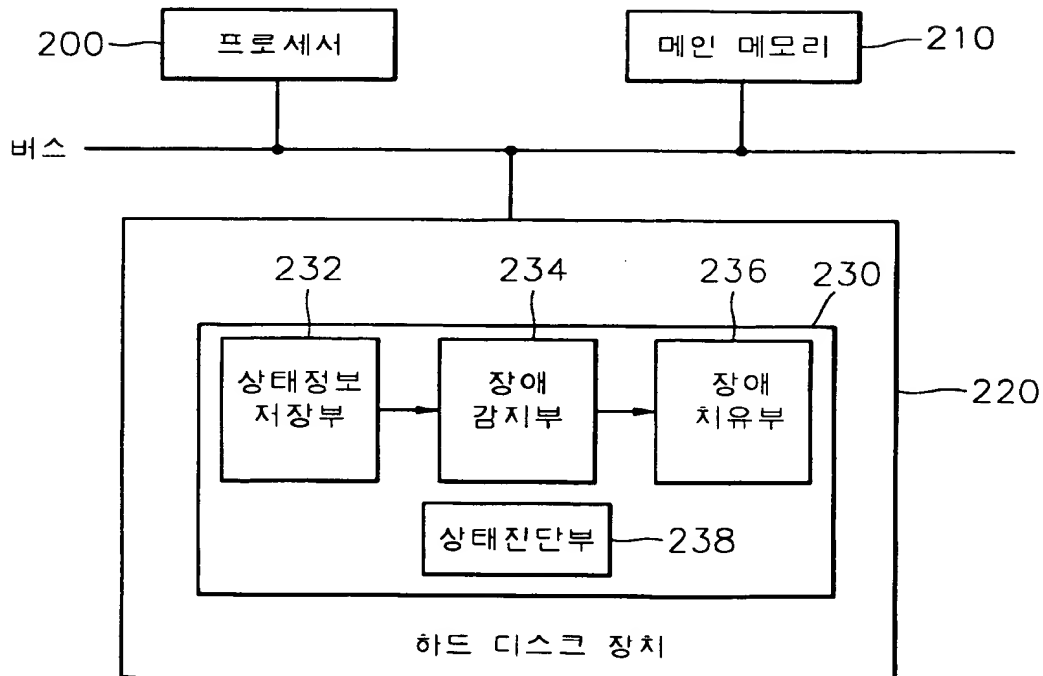 200 프로세서 메인 메모리 210
버스
232 234 236 230
상태정보 저장부
장애 감지부
장애 치유부
220
상태진단부 238
하드 디스크 장치